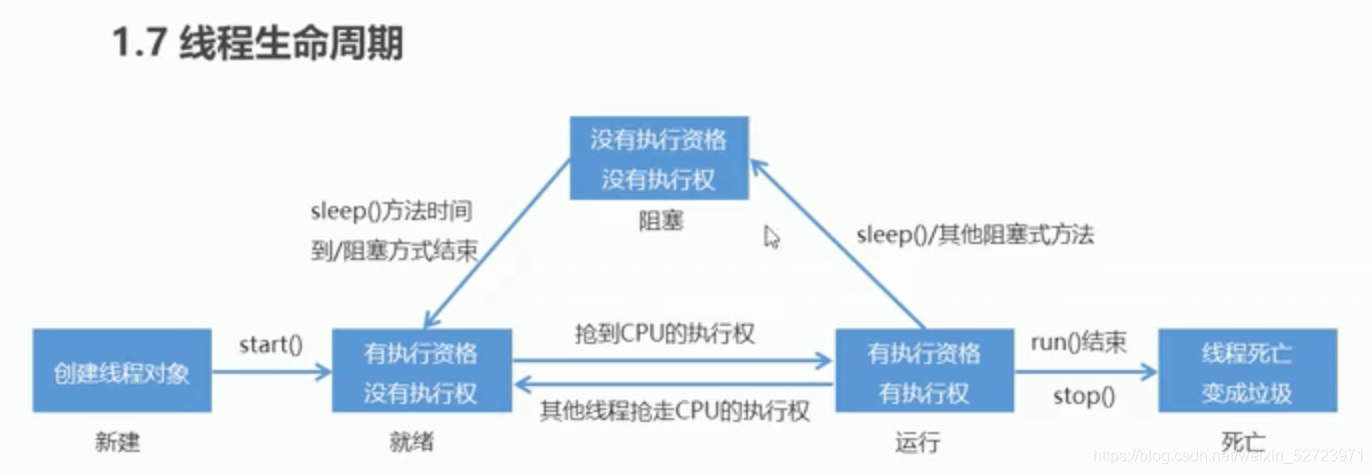 1.7 线程生命周期
没有执行资格
没有执行权
阻塞
sleep()方法时间
到/阻塞方式结束
sleep()/其他阻塞式方法
创建线程对象
新建
start()
有执行资格
没有执行权
就绪
抢到CPU的执行权
其他线程抢走CPU的执行权
有执行资格
有执行权
运行
run()结束
stop()
线程死亡
变成垃圾
死亡
https://blog.csdn.net/weixin_52723971